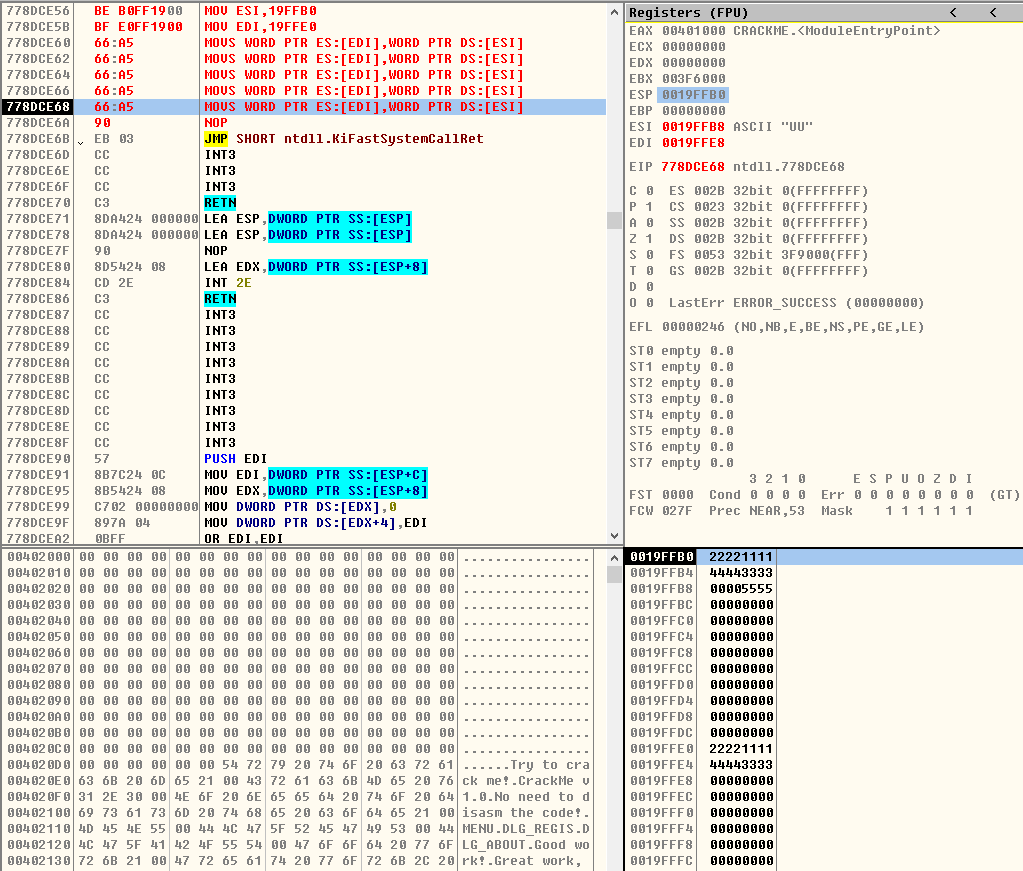 778DCE56 BE B0FF1900 MOV ESI,19FFB0
778DCE5B BF E0FF1900 MOV EDI,19FFE0
778DCE60 66:A5 MOVS WORD PTR ES:[EDI],WORD PTR DS:[ESI]
778DCE62 66:A5 MOVS WORD PTR ES:[EDI],WORD PTR DS:[ESI]
778DCE64 66:A5 MOVS WORD PTR ES:[EDI],WORD PTR DS:[ESI]
778DCE66 66:A5 MOVS WORD PTR ES:[EDI],WORD PTR DS:[ESI]
778DCE68 66:A5 MOVS WORD PTR ES:[EDI],WORD PTR DS:[ESI]
778DCE6A 90 NOP
778DCE6B EB 03 JMP SHORT ntdll.KiFastSystemCallRet
778DCE6D CC INT3
778DCE6E CC INT3
778DCE6F CC INT3
778DCE70 C3 RETN
778DCE71 8DA424 000000 LEA ESP,DWORD PTR SS:[ESP]
778DCE78 8DA424 000000 LEA ESP,DWORD PTR SS:[ESP]
778DCE7F 90 NOP
778DCE80 8D5424 08 LEA EDX,DWORD PTR SS:[ESP+8]
778DCE84 CD 2E INT 2E
778DCE86 C3 RETN
778DCE87 CC INT3
778DCE88 CC INT3
778DCE89 CC INT3
778DCE8A CC INT3
778DCE8B CC INT3
778DCE8C CC INT3
778DCE8D CC INT3
778DCE8E CC INT3
778DCE8F CC INT3
778DCE90 57 PUSH EDI
778DCE91 8B7C24 0C MOV EDI,DWORD PTR SS:[ESP+C]
778DCE95 8B5424 08 MOV EDX,DWORD PTR SS:[ESP+8]
778DCE99 C702 00000000 MOV DWORD PTR DS:[EDX],0
778DCE9F 897A 04 MOV DWORD PTR DS:[EDX+4],EDI
778DCEA2 0BFF OR EDI,EDI
Registers (FPU) < <
EAX 00401000 CRACKME.<ModuleEntryPoint>
ECX 00000000
EDX 00000000
EBX 003F6000
ESP 0019FFB0
EBP 00000000
ESI 0019FFB8 ASCII "UU"
EDI 0019FFE8
EIP 778DCE68 ntdll.778DCE68
C 0 ES 002B 32bit 0(FFFFFFFF)
P 1 CS 0023 32bit 0(FFFFFFFF)
A 0 SS 002B 32bit 0(FFFFFFFF)
Z 1 DS 002B 32bit 0(FFFFFFFF)
S 0 FS 0053 32bit 3F9000(FFF)
T 0 GS 002B 32bit 0(FFFFFFFF)
D 0
O 0 LastErr ERROR_SUCCESS (00000000)
EFL 00000246 (NO,NB,E,BE,NS,PE,GE,LE)
ST0 empty 0.0
ST1 empty 0.0
ST2 empty 0.0
ST3 empty 0.0
ST4 empty 0.0
ST5 empty 0.0
ST6 empty 0.0
ST7 empty 0.0
3 2 1 0 E S P U O Z D I
FST 0000 Cond 0 0 0 0 Err 0 0 0 0 0 0 0 0 (GT)
FCW 027F Prec NEAR,53 Mask 1 1 1 1 1 1
00402000 00 00 00 00 00 00 00 00 00 00 00 00 00 00 00 00 ................
00402010 00 00 00 00 00 00 00 00 00 00 00 00 00 00 00 00 ................
00402020 00 00 00 00 00 00 00 00 00 00 00 00 00 00 00 00 ................
00402030 00 00 00 00 00 00 00 00 00 00 00 00 00 00 00 00 ................
00402040 00 00 00 00 00 00 00 00 00 00 00 00 00 00 00 00 ................
00402050 00 00 00 00 00 00 00 00 00 00 00 00 00 00 00 00 ................
00402060 00 00 00 00 00 00 00 00 00 00 00 00 00 00 00 00 ................
00402070 00 00 00 00 00 00 00 00 00 00 00 00 00 00 00 00 ................
00402080 00 00 00 00 00 00 00 00 00 00 00 00 00 00 00 00 ................
00402090 00 00 00 00 00 00 00 00 00 00 00 00 00 00 00 00 ................
004020A0 00 00 00 00 00 00 00 00 00 00 00 00 00 00 00 00 ................
004020B0 00 00 00 00 00 00 00 00 00 00 00 00 00 00 00 00 ................
004020C0 00 00 00 00 00 00 00 00 00 00 00 00 00 00 00 00 ................
004020D0 00 00 00 00 00 00 54 72 79 20 74 6F 20 63 72 61 ......Try to cra
004020E0 63 6B 20 6D 65 21 00 43 72 61 63 6B 4D 65 20 76 ck me!.CrackMe v
004020F0 31 2E 30 00 4E 6F 20 6E 65 65 64 20 74 6F 20 64 1.0.No need to d
00402100 69 73 61 73 6D 20 74 68 65 20 63 6F 64 65 21 00 isasm the code!.
00402110 4D 45 4E 55 00 44 4C 47 5F 52 45 47 49 53 00 44 MENU.DLG_REGIS.D
00402120 4C 47 5F 41 42 4F 55 54 00 47 6F 6F 64 20 77 6F LG_ABOUT.Good wo
00402130 72 6B 21 00 47 72 65 61 74 20 77 6F 72 6B 2C 20 rk!.Great work,
0019FFB0 22221111
0019FFB4 44443333
0019FFB8 00005555
0019FFBC 00000000
0019FFC0 00000000
0019FFC4 00000000
0019FFC8 00000000
0019FFCC 00000000
0019FFD0 00000000
0019FFD4 00000000
0019FFD8 00000000
0019FFDC 00000000
0019FFE0 22221111
0019FFE4 44443333
0019FFE8 00000000
0019FFEC 00000000
0019FFF0 00000000
0019FFF4 00000000
0019FFF8 00000000
0019FFFC 00000000